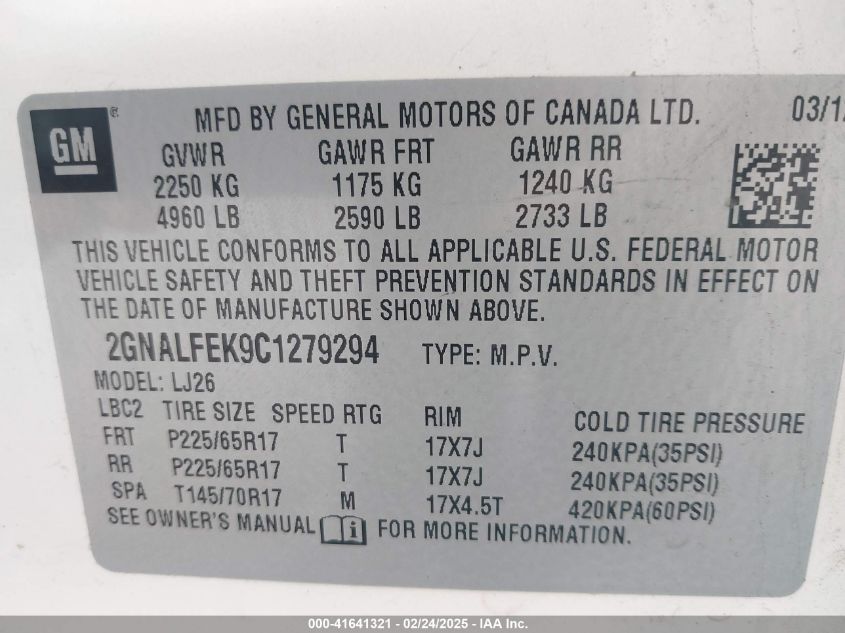 GM®
MFD BY GENERAL MOTORS OF CANADA LTD. 03/12
GVWR GAWR FRT GAWR RR
2250 KG 1175 KG 1240 KG
4960 LB 2590 LB 2733 LB
THIS VEHICLE CONFORMS TO ALL APPLICABLE U.S. FEDERAL MOTOR
VEHICLE SAFETY AND THEFT PREVENTION STANDARDS IN EFFECT ON
THE DATE OF MANUFACTURE SHOWN ABOVE.
2GNALFEK9C1279294 TYPE: M.P.V.
MODEL: LJ26
LBC2 TIRE SIZE SPEED RTG RIM COLD TIRE PRESSURE
FRT P225/65R17 T 17X7J 240KPA(35PSI)
RR P225/65R17 T 17X7J 240KPA(35PSI)
SPA T145/70R17 M 17X4.5T 420KPA(60PSI)
SEE OWNER'S MANUAL i FOR MORE INFORMATION.
000-41641321 - 02/24/2025 - IAA Inc.